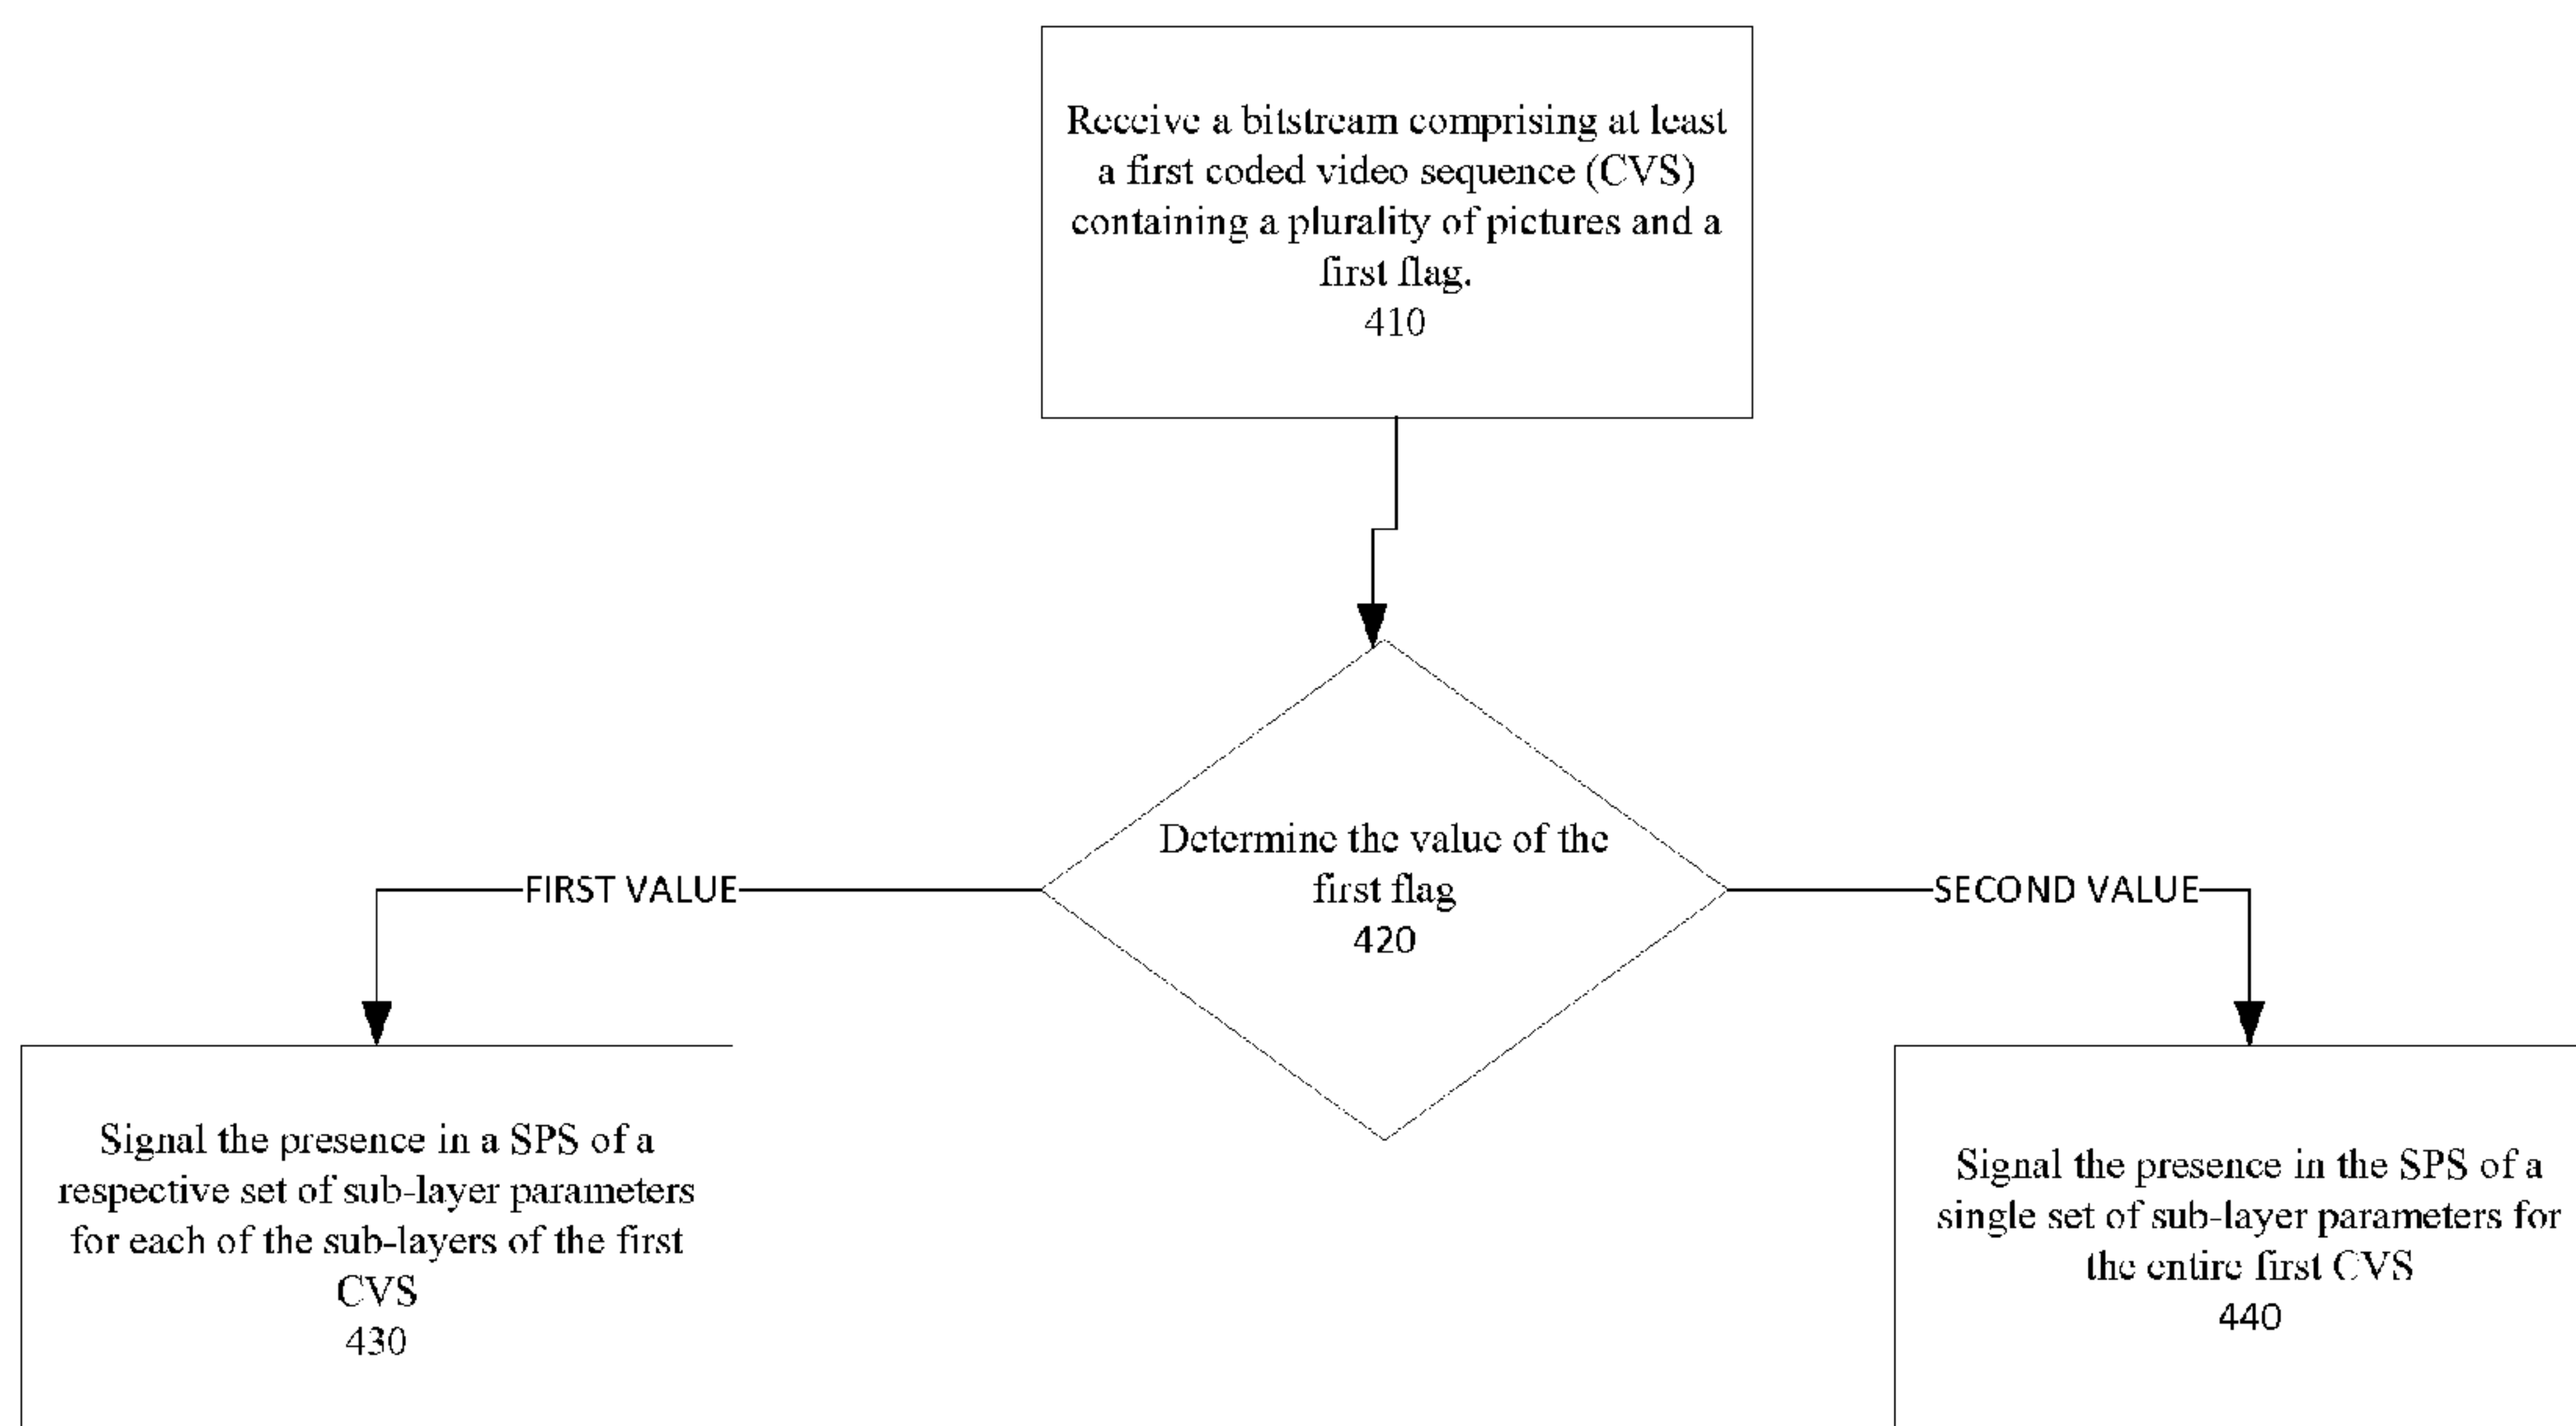 Receive a bitstream comprising at least
a first coded video sequence (CVS)
containing a plurality of pictures and a
first flag.
410
Determine the value of the
first flag
420
FIRST VALUE
SECOND VALUE
Signal the presence in a SPS of a
respective set of sub-layer parameters
for each of the sub-layers of the first
CVS
430
Signal the presence in the SPS of a
single set of sub-layer parameters for
the entire first CVS
440